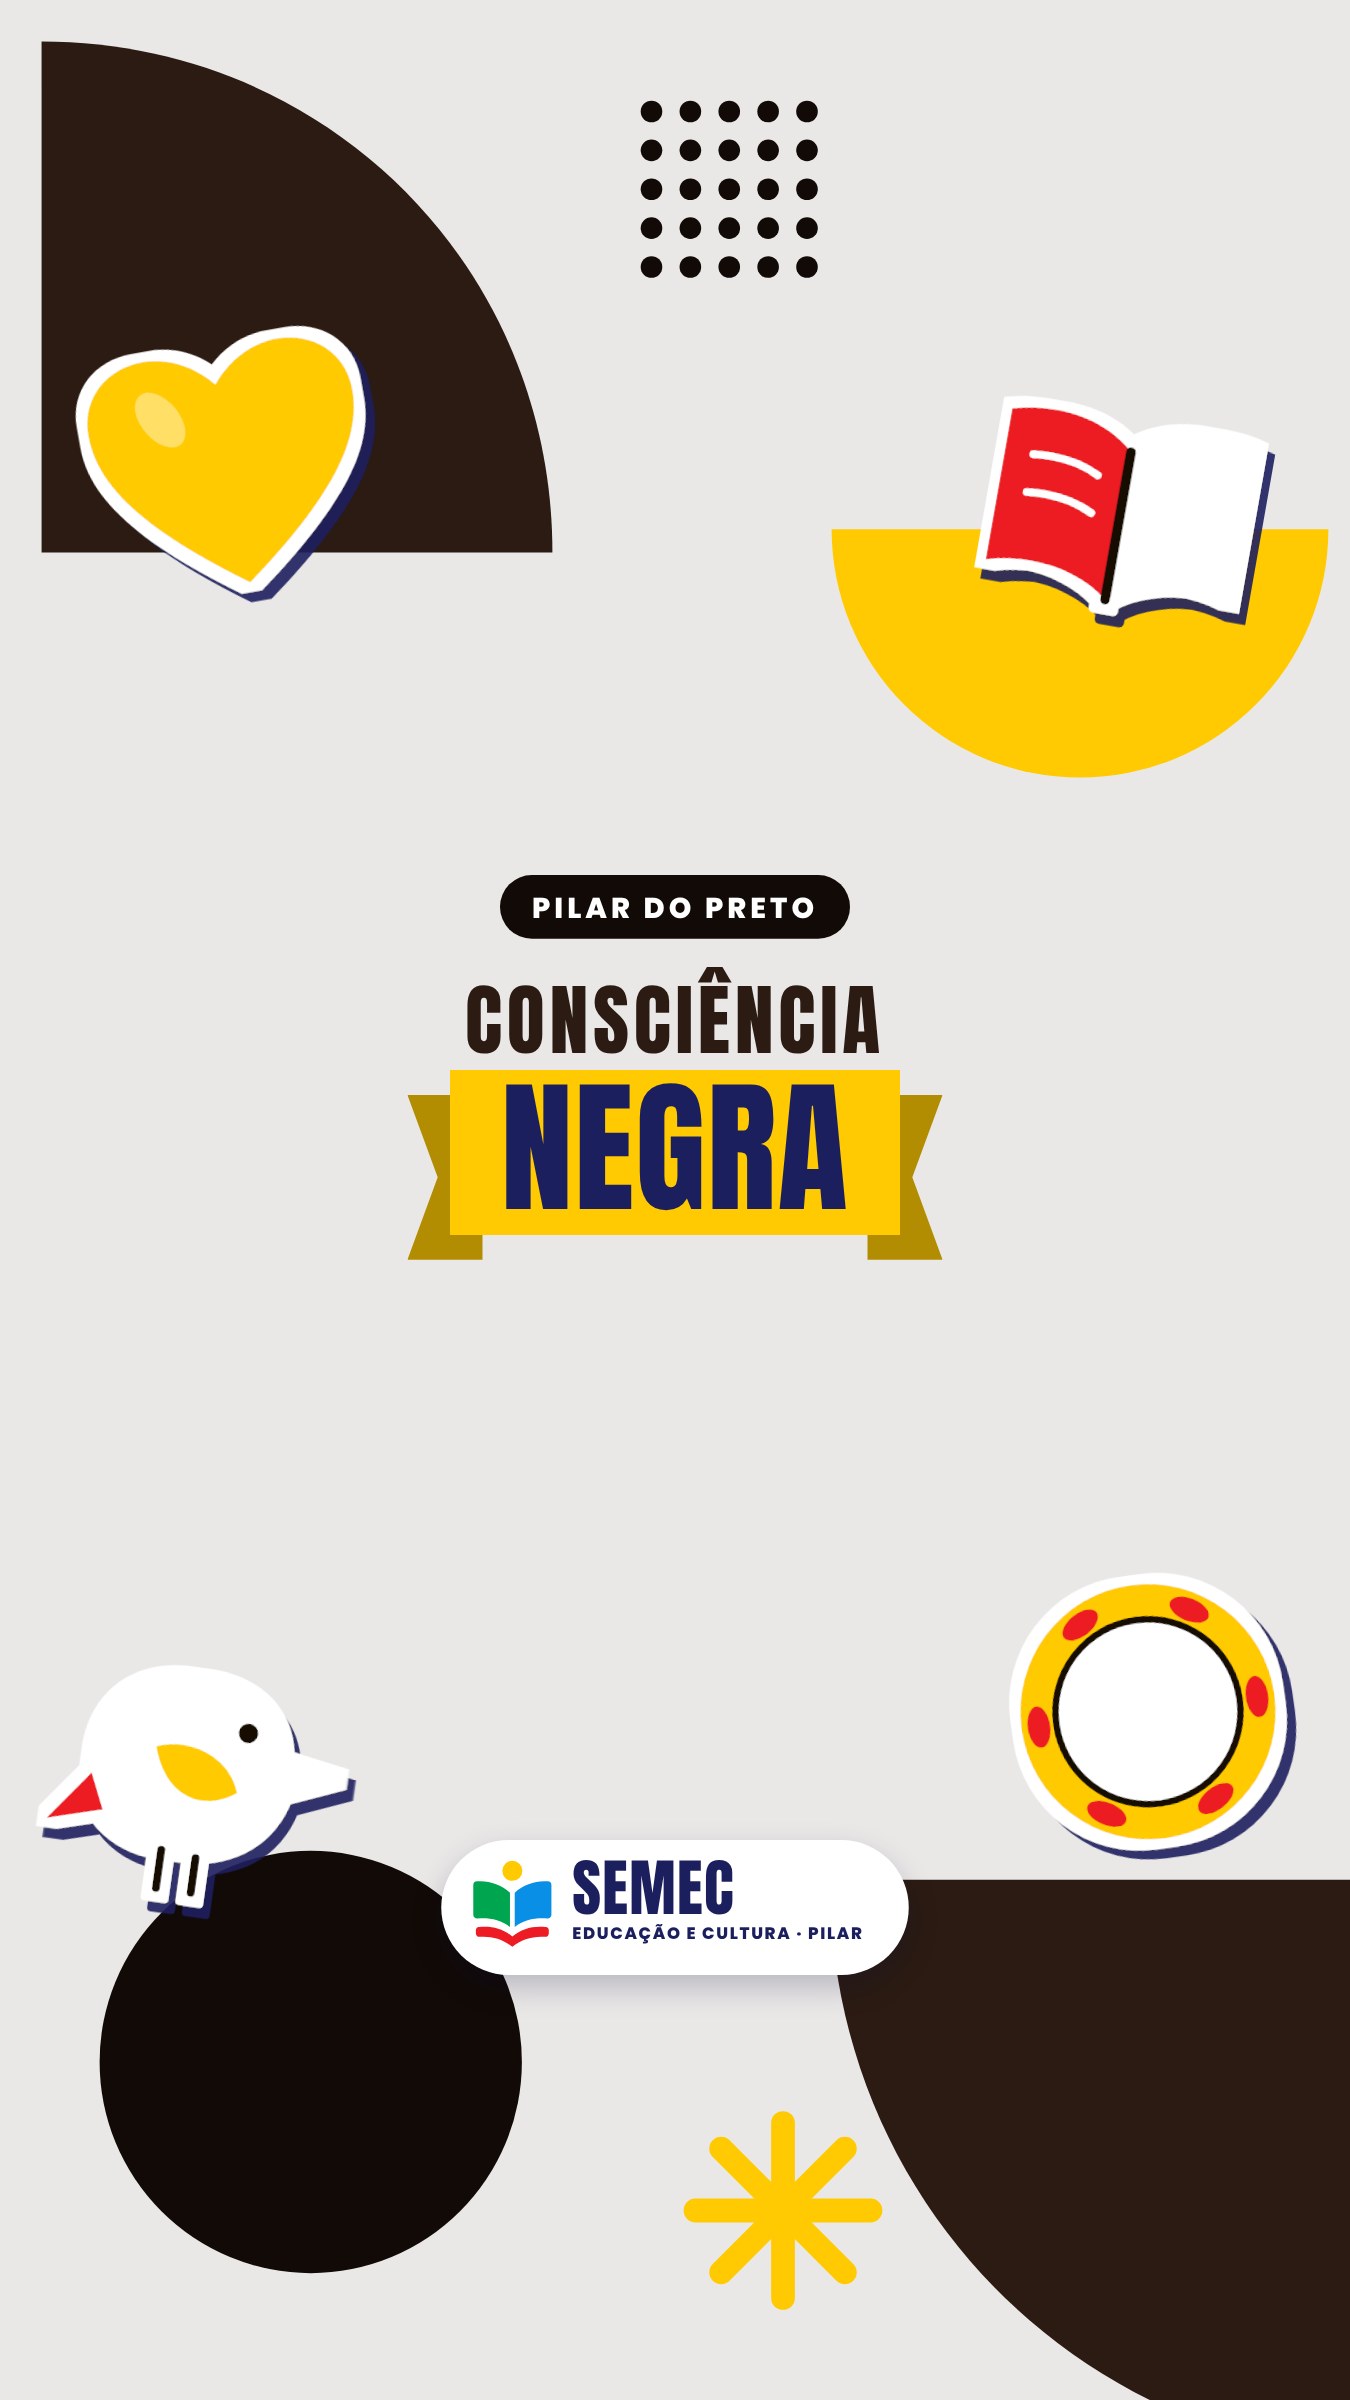 PILAR DO PRETO
CONSCIÊNCIA
NEGRA
SEMEC
EDUCAÇÃO E CULTURA · PILAR